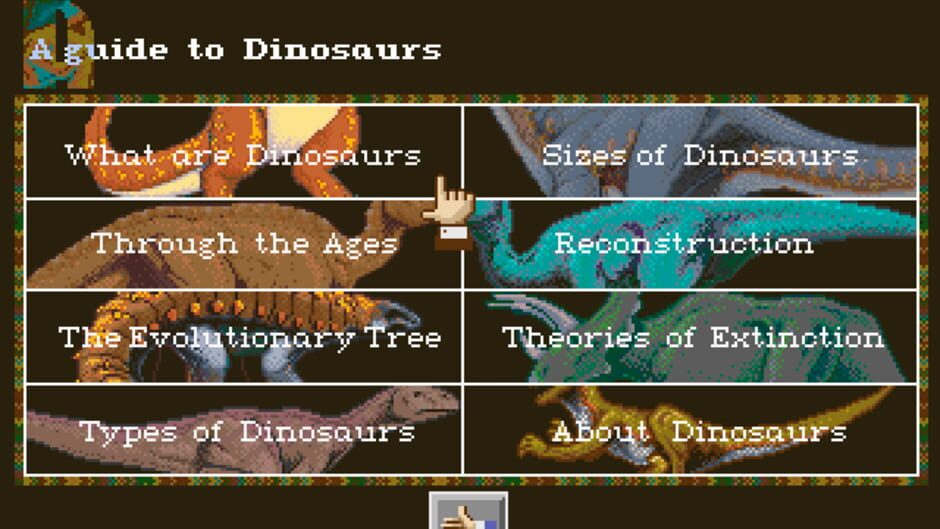 A guide to Dinosaurs
What are Dinosaurs
Sizes of Dinosaurs
Through the Ages
Reconstruction
The Evolutionary Tree
Theories of Extinction
Types of Dinosaurs
About Dinosaurs